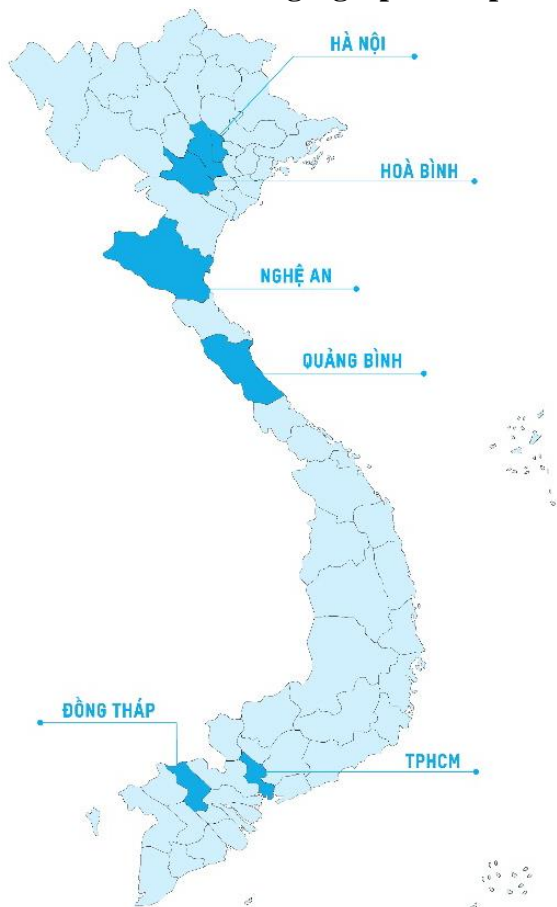 HÀ NỘI
HOÀ BÌNH
NGHỆ AN
QUẢNG BÌNH
ĐỒNG THÁP
TPHCM